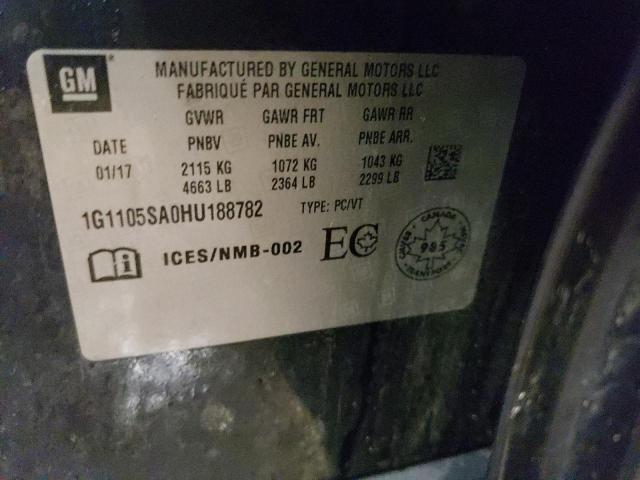 GM
MANUFACTURED BY GENERAL MOTORS LLC
FABRIQUÉ PAR GENERAL MOTORS LLC
DATE GVWR GAWR FRT GAWR RR
PNBV PNBE AV. PNBE ARR.
01/17 2115 KG 1072 KG 1043 KG
4663 LB 2364 LB 2299 LB
1G1105SA0HU188782 TYPE: PC/VT
ICES/NMB-002 EC
CANADA
985